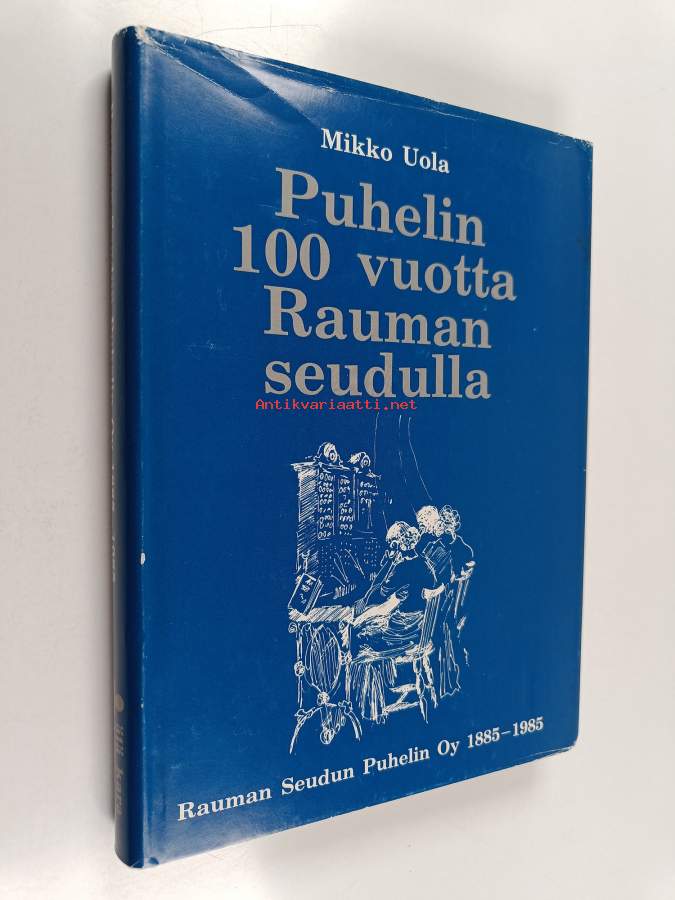 Mikko Uola
Puhelin
100 vuotta
Rauman
seudulla
Antikvariaatti.net
Rauman Seudun Puhelin Oy 1885–1985